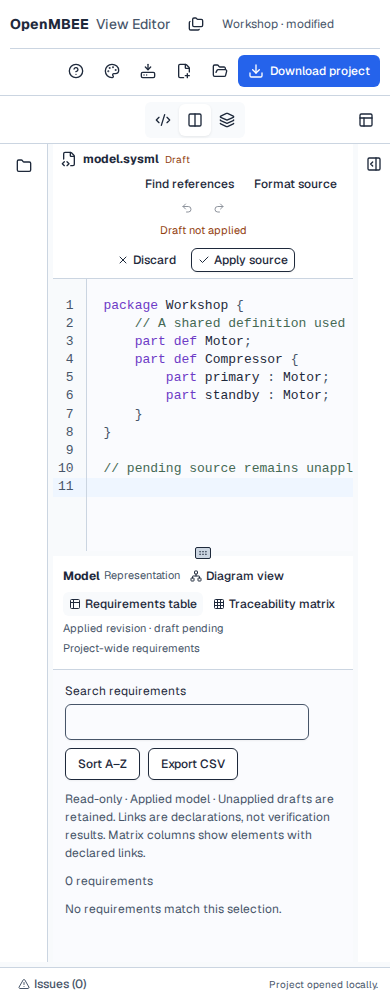 OpenMBEE View Editor Workshop · modified
Download project
model.sysml Draft
Find references Format source
Draft not applied
Discard Apply source
1 package Workshop {
2 // A shared definition used
3 part def Motor;
4 part def Compressor {
5 part primary : Motor;
6 part standby : Motor;
7 }
8 }
9
10 // pending source remains unappl
11
Model Representation Diagram view
Requirements table Traceability matrix
Applied revision · draft pending
Project-wide requirements
Search requirements
Sort A–Z Export CSV
Read-only · Applied model · Unapplied drafts are
retained. Links are declarations, not verification
results. Matrix columns show elements with
declared links.
0 requirements
No requirements match this selection.
Issues (0) Project opened locally.